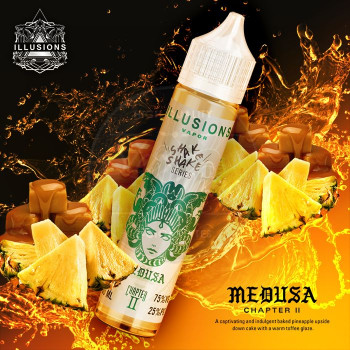 ILLUSIONS
VAPOR
ILLUSIONS
VAPOR
SHAKE
SERIES
MEDUSA
CHAPTER
II
75%
25%
MEDUSA
CHAPTER II
A captivating and indulgent baked pineapple upside
down cake with a warm toffee glaze.